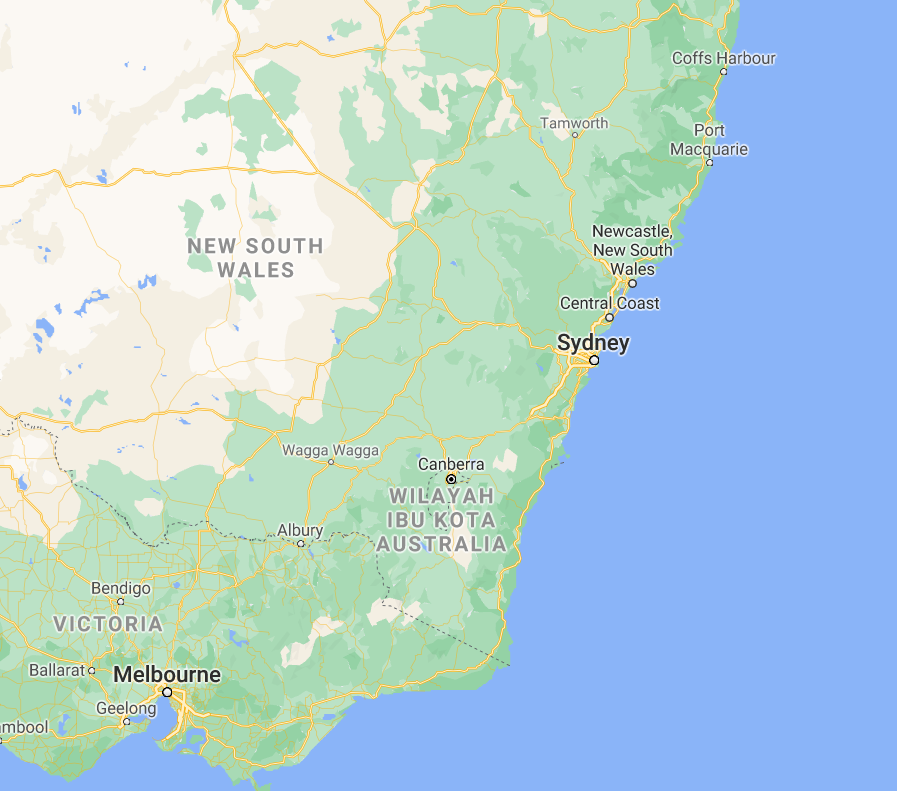 Coffs Harbour
Tamworth
Port
Macquarie
Newcastle,
New South
Wales
NEW SOUTH
WALES
Central Coast
Sydney
Wagga Wagga
Canberra
WILAYAH
IBU KOTA
AUSTRALIA
Albury
Bendigo
VICTORIA
Ballarat
Melbourne
Geelong
mbool